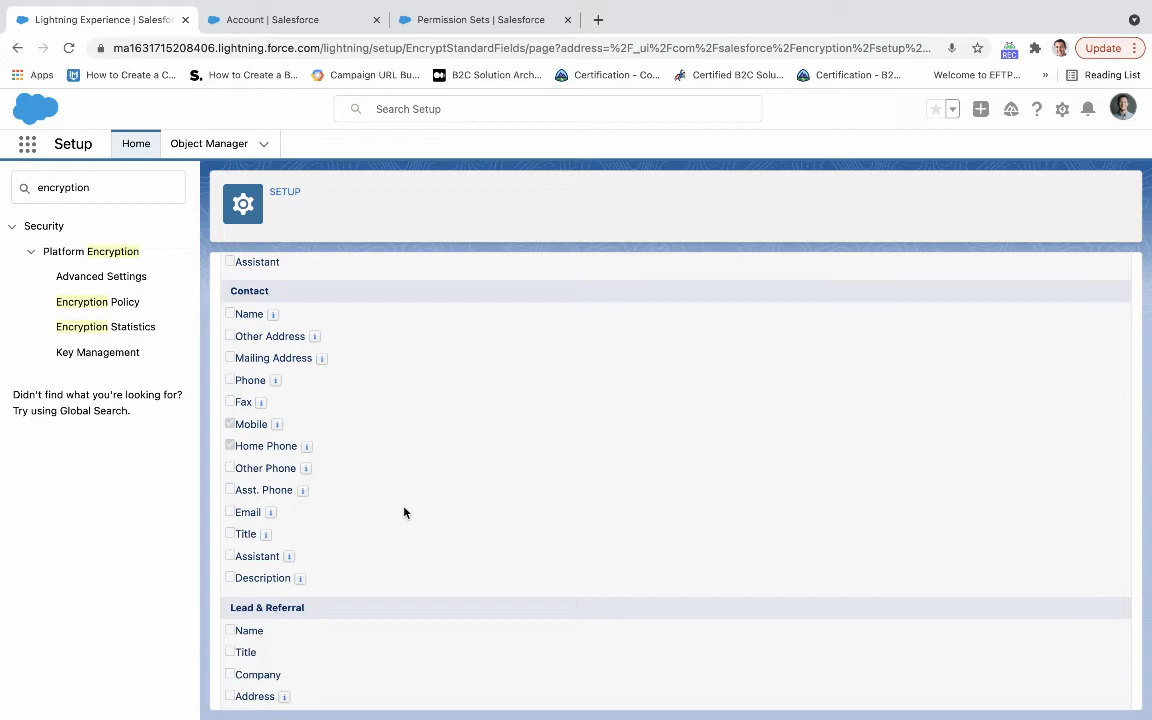 Lightning Experience | Salesfor
Account | Salesforce
Permission Sets | Salesforce
ma1631715208406.lightning.force.com/lightning/setup/EncryptStandardFields/page?address=%2F_ui%2Fcom%2Fsalesforce%2Fencryption%2Fsetup%2...
REC
Update
Apps
How to Create a C...
How to Create a B...
Campaign URL Bu...
B2C Solution Arch...
Certification - Co...
Certified B2C Solu...
Certification - B2...
Welcome to EFTP...
»
Reading List
Search Setup
Setup
Home
Object Manager
encryption
SETUP
Security
Platform Encryption
Advanced Settings
Encryption Policy
Encryption Statistics
Key Management
Didn't find what you're looking for?
Try using Global Search.
Assistant
Contact
Name
Other Address
Mailing Address
Phone
Fax
Mobile
Home Phone
Other Phone
Asst. Phone
Email
Title
Assistant
Description
Lead & Referral
Name
Title
Company
Address